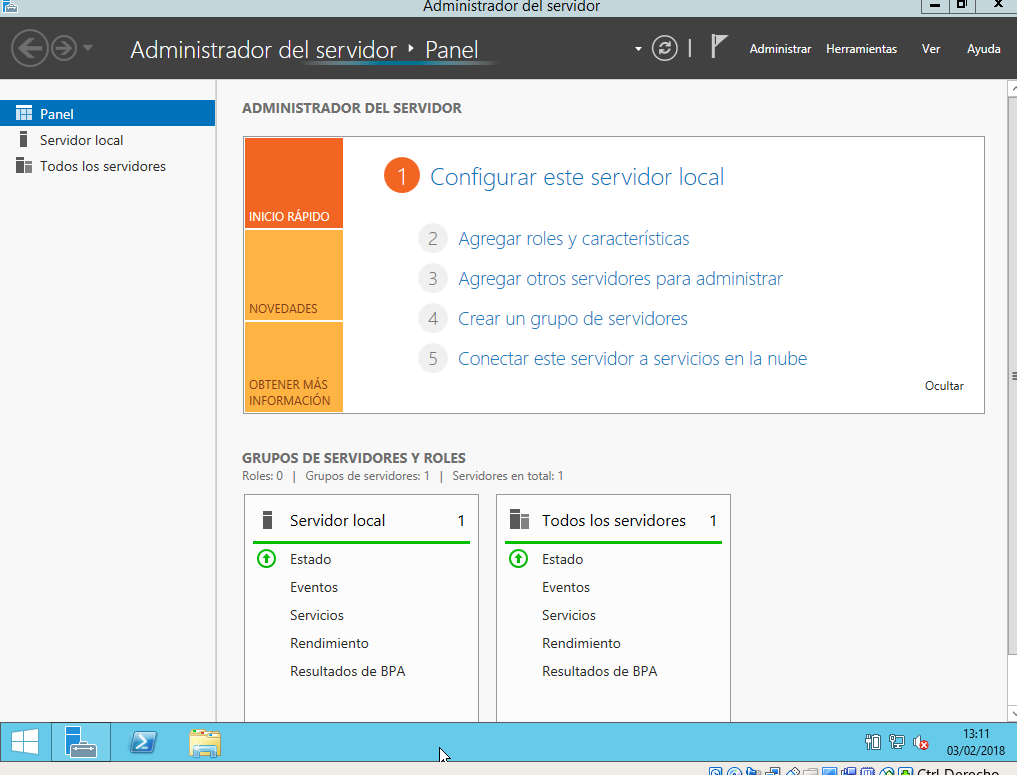 Administrador del servidor
Administrador del servidor ‣ Panel
Administrar Herramientas Ver Ayuda
Panel
Servidor local
Todos los servidores
ADMINISTRADOR DEL SERVIDOR
INICIO RÁPIDO
NOVEDADES
OBTENER MÁS
INFORMACIÓN
1 Configurar este servidor local
2 Agregar roles y características
3 Agregar otros servidores para administrar
4 Crear un grupo de servidores
5 Conectar este servidor a servicios en la nube
Ocultar
GRUPOS DE SERVIDORES Y ROLES
Roles: 0 | Grupos de servidores: 1 | Servidores en total: 1
Servidor local 1
Estado
Eventos
Servicios
Rendimiento
Resultados de BPA
Todos los servidores 1
Estado
Eventos
Servicios
Rendimiento
Resultados de BPA
13:11
03/02/2018
Ctrl Derecho